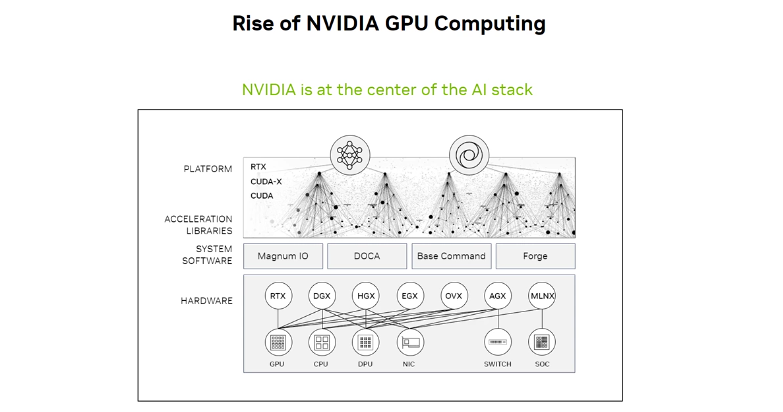 Rise of NVIDIA GPU Computing
NVIDIA is at the center of the AI stack
PLATFORM
RTX
CUDA-X
CUDA
ACCELERATION
LIBRARIES
SYSTEM
SOFTWARE
Magnum IO
DOCA
Base Command
Forge
HARDWARE
RTX
DGX
HGX
EGX
OVX
AGX
MLNX
GPU
CPU
DPU
NIC
SWITCH
SOC